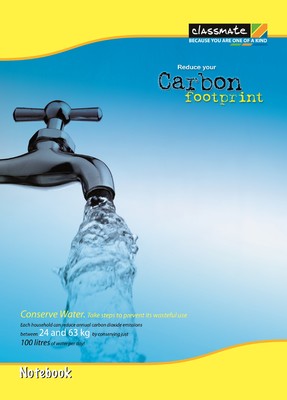 classmate
BECAUSE YOU ARE ONE OF A KIND
Reduce your
Carbon
footprint
Conserve Water. Take steps to prevent its wasteful use
Each household can reduce annual carbon dioxide emissions
between 24 and 63 kg by conserving just
100 litres of water per day!
Notebook